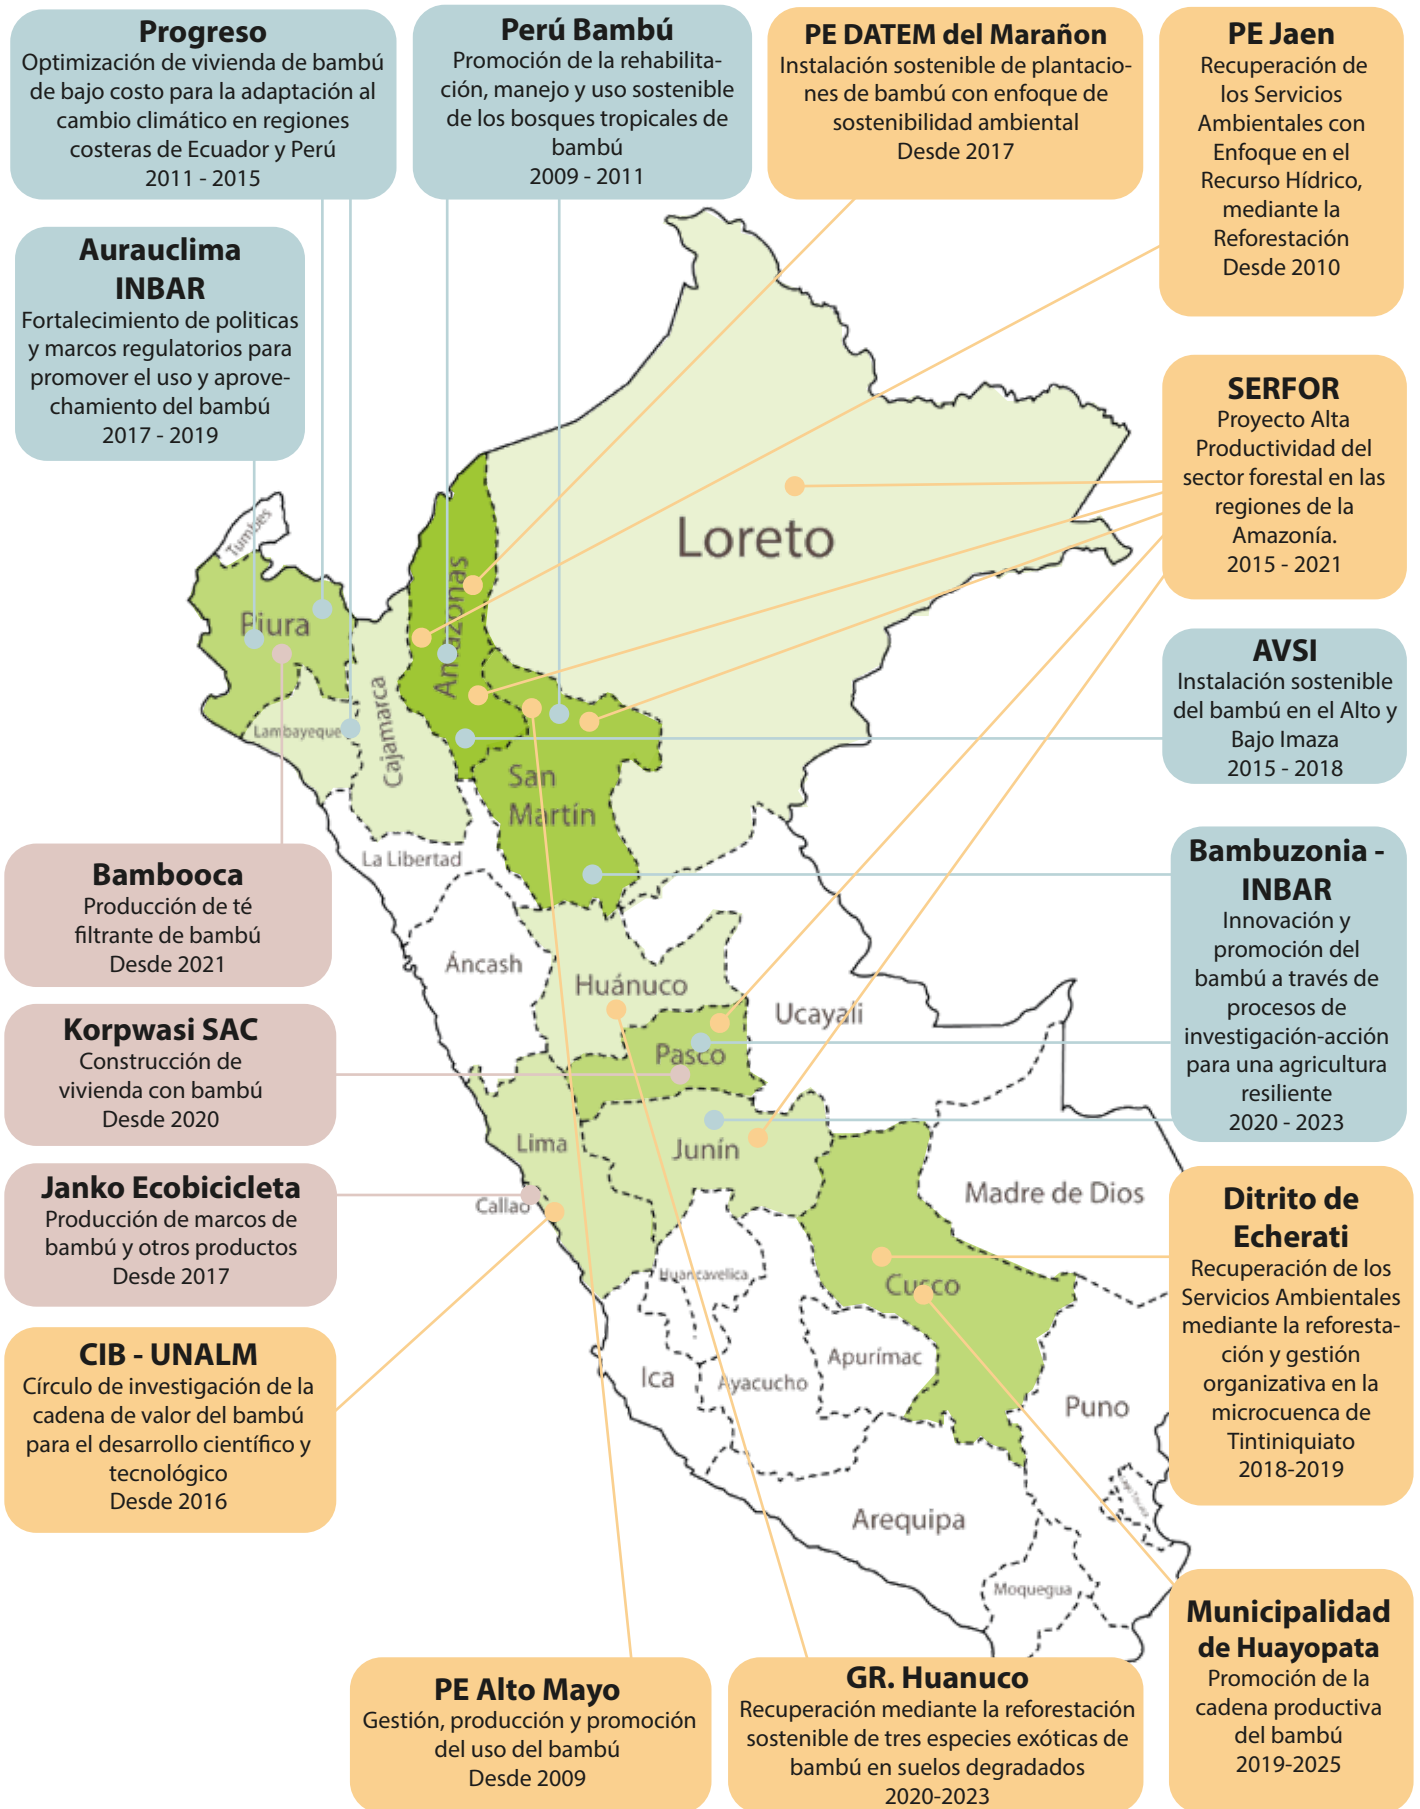 Progreso
Optimización de vivienda de bambú
de bajo costo para la adaptación al
cambio climático en regiones
costeras de Ecuador y Perú
2011 - 2015
Perú Bambú
Promoción de la rehabilita-
ción, manejo y uso sostenible
de los bosques tropicales de
bambú
2009 - 2011
PE DATEM del Marañon
Instalación sostenible de plantacio-
nes de bambú con enfoque de
sostenibilidad ambiental
Desde 2017
PE Jaen
Recuperación de
los Servicios
Ambientales con
Enfoque en el
Recurso Hídrico,
mediante la
Reforestación
Desde 2010
Aurauclima
INBAR
Fortalecimiento de politicas
y marcos regulatorios para
promover el uso y aprove-
chamiento del bambú
2017 - 2019
SERFOR
Proyecto Alta
Productividad del
sector forestal en las
regiones de la
Amazonía.
2015 - 2021
AVSI
Instalación sostenible
del bambú en el Alto y
Bajo Imaza
2015 - 2018
Bambuzonia -
INBAR
Innovación y
promoción del
bambú a través de
procesos de
investigación-acción
para una agricultura
resiliente
2020 - 2023
Ditrito de
Echerati
Recuperación de los
Servicios Ambientales
mediante la reforesta-
ción y gestión
organizativa en la
microcuenca de
Tintiniquiato
2018-2019
Municipalidad
de Huayopata
Promoción de la
cadena productiva
del bambú
2019-2025
Bambooca
Producción de té
filtrante de bambú
Desde 2021
Korpwasi SAC
Construcción de
vivienda con bambú
Desde 2020
Janko Ecobicicleta
Producción de marcos de
bambú y otros productos
Desde 2017
CIB - UNALM
Círculo de investigación de la
cadena de valor del bambú
para el desarrollo científico y
tecnológico
Desde 2016
PE Alto Mayo
Gestión, producción y promoción
del uso del bambú
Desde 2009
GR. Huanuco
Recuperación mediante la reforestación
sostenible de tres especies exóticas de
bambú en suelos degradados
2020-2023
Tumbes
Piura
Lambayeque
Cajamarca
Amazonas
Loreto
San
Martín
La Libertad
Áncash
Huánuco
Ucayali
Pasco
Lima
Callao
Junín
Madre de Dios
Huancavelica
Cusco
Ica
Ayacucho
Apurímac
Puno
Arequipa
Moquegua